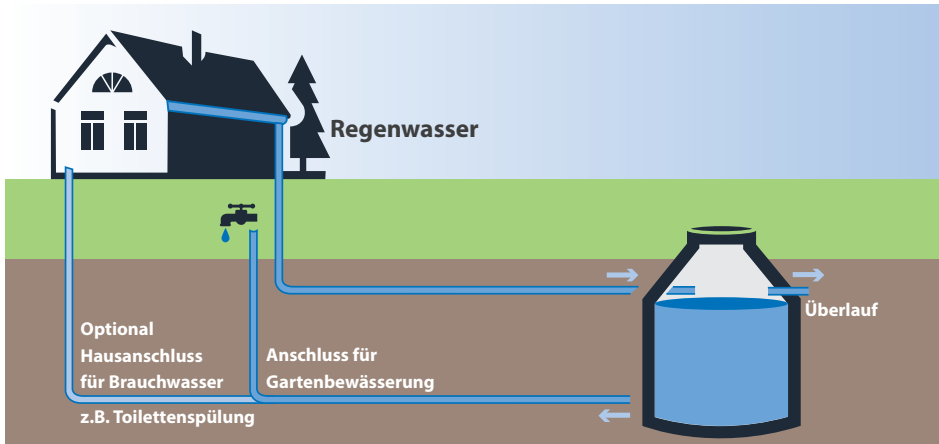 Regenwasser
Überlauf
Optional
Hausanschluss
für Brauchwasser
z.B. Toilettenspülung
Anschluss für
Gartenbewässerung